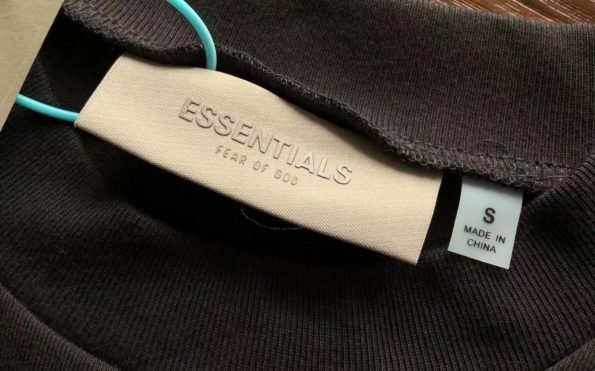 ESSENTIALS
FEAR OF GOD
S
MADE IN
CHINA